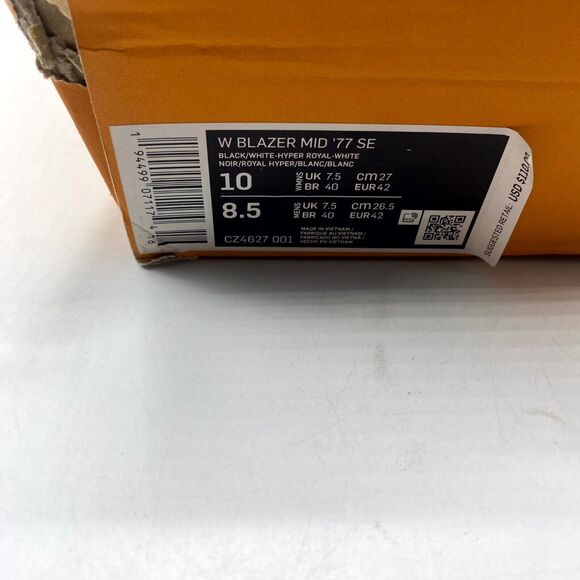 W BLAZER MID '77 SE
BLACK/WHITE-HYPER ROYAL-WHITE
NOIR/ROYAL HYPER/BLANC/BLANC
10 WMNS UK 7.5 cm 27
BR 40 EUR 42
8.5 MENS UK 7.5 cm 26.5
BR 40 EUR 42
CZ4627 001
MADE IN VIETNAM /
FABRIQUE AU VIETNAM /
FABRICADO NO VIETNÃ /
HECHO EN VIETNAM
SUGGESTED RETAIL: USD $110.00